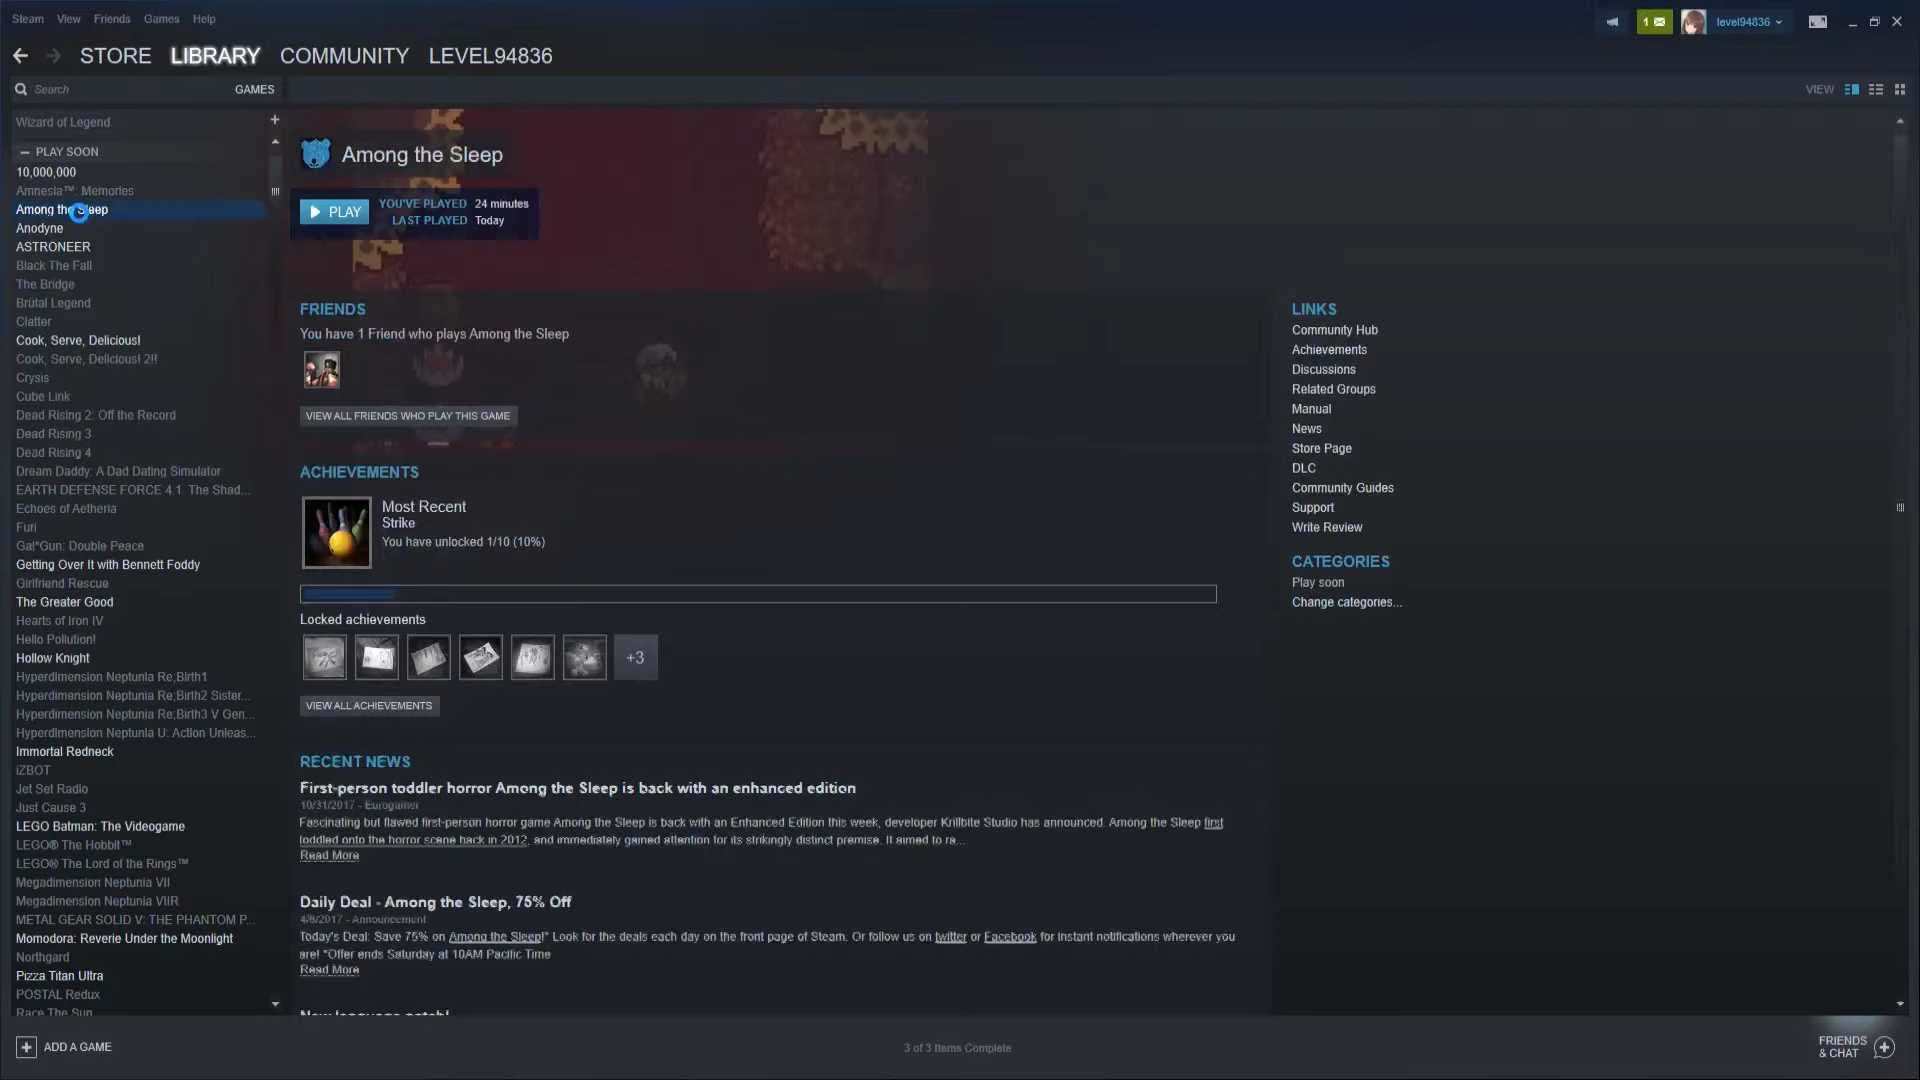 Steam View Friends Games Help
1
level94836
STORE LIBRARY COMMUNITY LEVEL94836
Search GAMES
VIEW
Wizard of Legend
PLAY SOON
10,000,000
Amnesia™: Memories
Among the Sleep
Anodyne
ASTRONEER
Black The Fall
The Bridge
Brütal Legend
Clatter
Cook, Serve, Delicious!
Cook, Serve, Delicious! 2!!
Crysis
Cube Link
Dead Rising 2: Off the Record
Dead Rising 3
Dead Rising 4
Dream Daddy: A Dad Dating Simulator
EARTH DEFENSE FORCE 4.1 The Shad...
Echoes of Aetheria
Furi
Gal*Gun: Double Peace
Getting Over It with Bennett Foddy
Girlfriend Rescue
The Greater Good
Hearts of Iron IV
Hello Pollution!
Hollow Knight
Hyperdimension Neptunia Re;Birth1
Hyperdimension Neptunia Re;Birth2 Sister...
Hyperdimension Neptunia Re;Birth3 V Gen...
Hyperdimension Neptunia U: Action Unleas...
Immortal Redneck
iZBOT
Jet Set Radio
Just Cause 3
LEGO Batman: The Videogame
LEGO® The Hobbit™
LEGO® The Lord of the Rings™
Megadimension Neptunia VII
Megadimension Neptunia VIIR
METAL GEAR SOLID V: THE PHANTOM P...
Momodora: Reverie Under the Moonlight
Northgard
Pizza Titan Ultra
POSTAL Redux
Race The Sun
ADD A GAME
Among the Sleep
PLAY
YOU'VE PLAYED 24 minutes
LAST PLAYED Today
FRIENDS
You have 1 Friend who plays Among the Sleep
VIEW ALL FRIENDS WHO PLAY THIS GAME
ACHIEVEMENTS
Most Recent
Strike
You have unlocked 1/10 (10%)
Locked achievements
+3
VIEW ALL ACHIEVEMENTS
RECENT NEWS
First-person toddler horror Among the Sleep is back with an enhanced edition
10/31/2017 - Eurogamer
Fascinating but flawed first-person horror game Among the Sleep is back with an Enhanced Edition this week, developer Krillbite Studio has announced. Among the Sleep first
toddled onto the horror scene back in 2012, and immediately gained attention for its strikingly distinct premise. It aimed to ra...
Read More
Daily Deal - Among the Sleep, 75% Off
4/6/2017 - Announcement
Today's Deal: Save 75% on Among the Sleep!* Look for the deals each day on the front page of Steam. Or follow us on twitter or Facebook for instant notifications wherever you
are! *Offer ends Saturday at 10AM Pacific Time
Read More
New language patch!
LINKS
Community Hub
Achievements
Discussions
Related Groups
Manual
News
Store Page
DLC
Community Guides
Support
Write Review
CATEGORIES
Play soon
Change categories...
3 of 3 Items Complete
FRIENDS
& CHAT